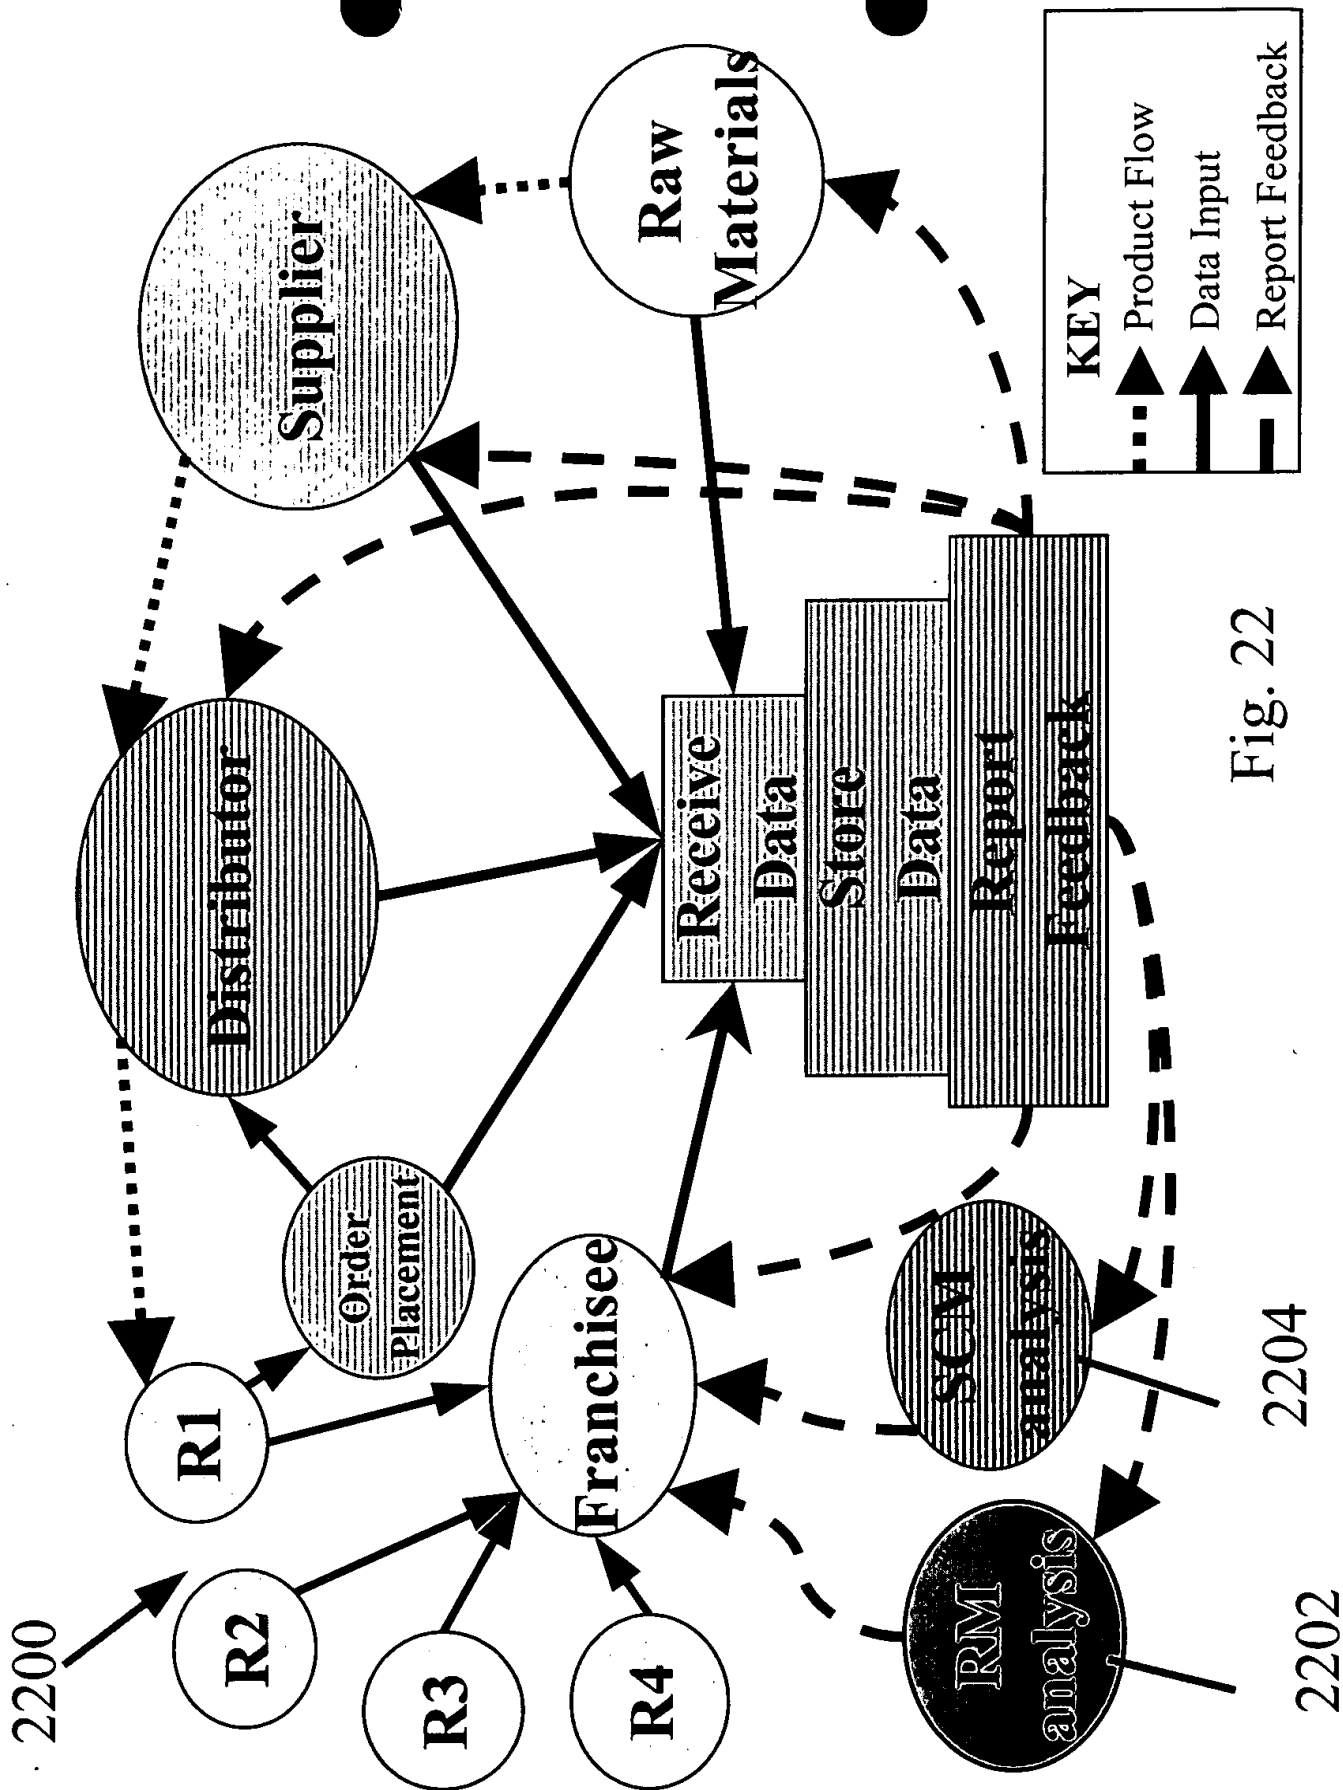 2200
R1
R2
R3
R4
Order
Placement
Distributor
Supplier
Raw
Materials
Franchisee
Receive
Data
Store
Data
Report
Feedback
RM
analysis
SCM
analysis
2202
2204
Fig. 22
KEY
Product Flow
Data Input
Report Feedback